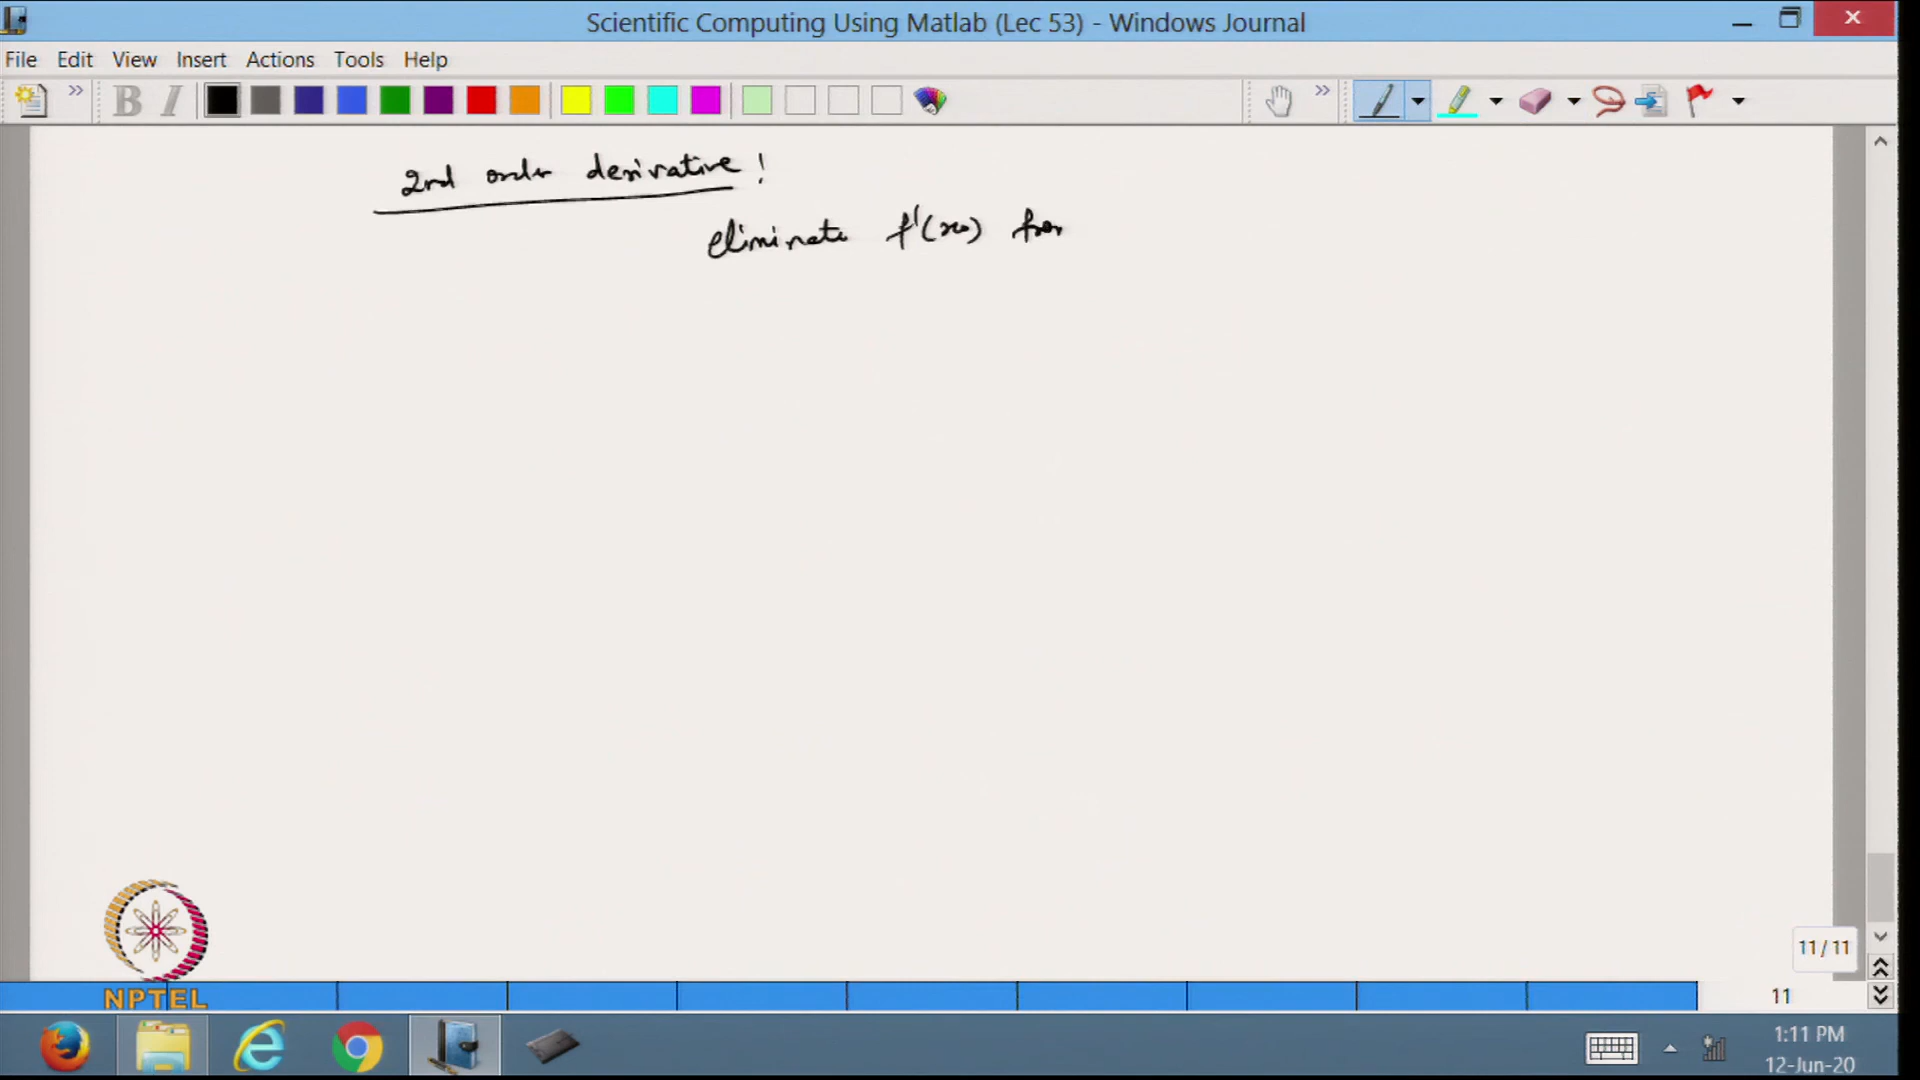 Scientific Computing Using Matlab (Lec 53) - Windows Journal
File Edit View Insert Actions Tools Help
B I
2nd order derivative!
eliminate f'(x0) from
11 / 11
NPTEL
11
1:11 PM
12-Jun-20